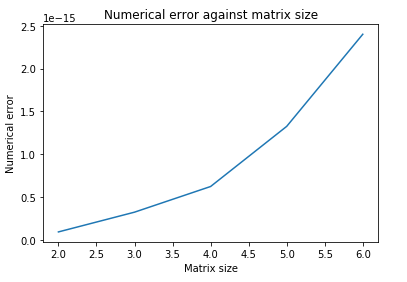 Numerical error against matrix size
1e−15
2.5
2.0
1.5
1.0
0.5
0.0
Numerical error
2.0 2.5 3.0 3.5 4.0 4.5 5.0 5.5 6.0
Matrix size